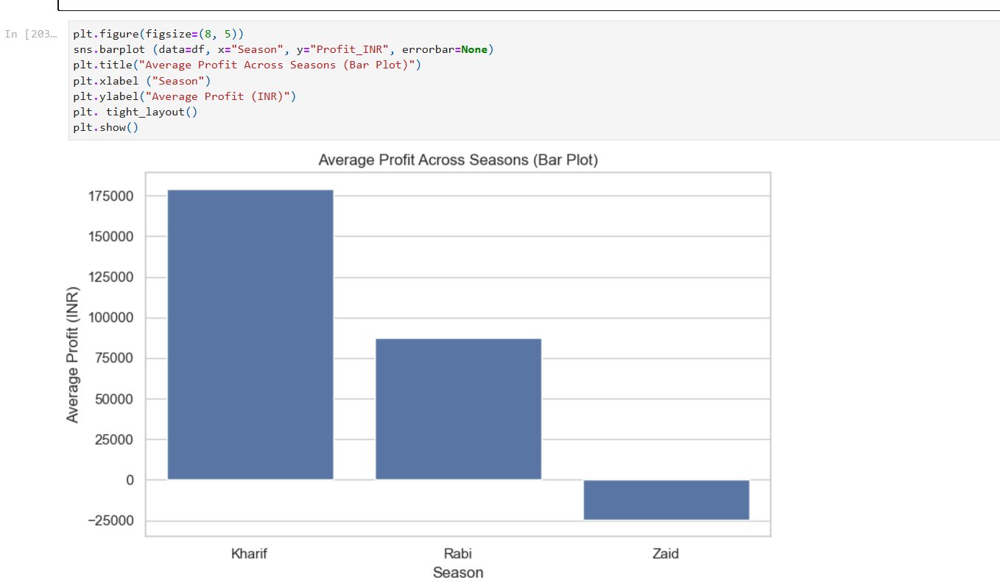 In [203…
plt.figure(figsize=(8, 5))
sns.barplot (data=df, x="Season", y="Profit_INR", errorbar=None)
plt.title("Average Profit Across Seasons (Bar Plot)")
plt.xlabel ("Season")
plt.ylabel("Average Profit (INR)")
plt. tight_layout()
plt.show()
Average Profit Across Seasons (Bar Plot)
Average Profit (INR)
175000
150000
125000
100000
75000
50000
25000
0
−25000
Kharif Rabi Zaid
Season